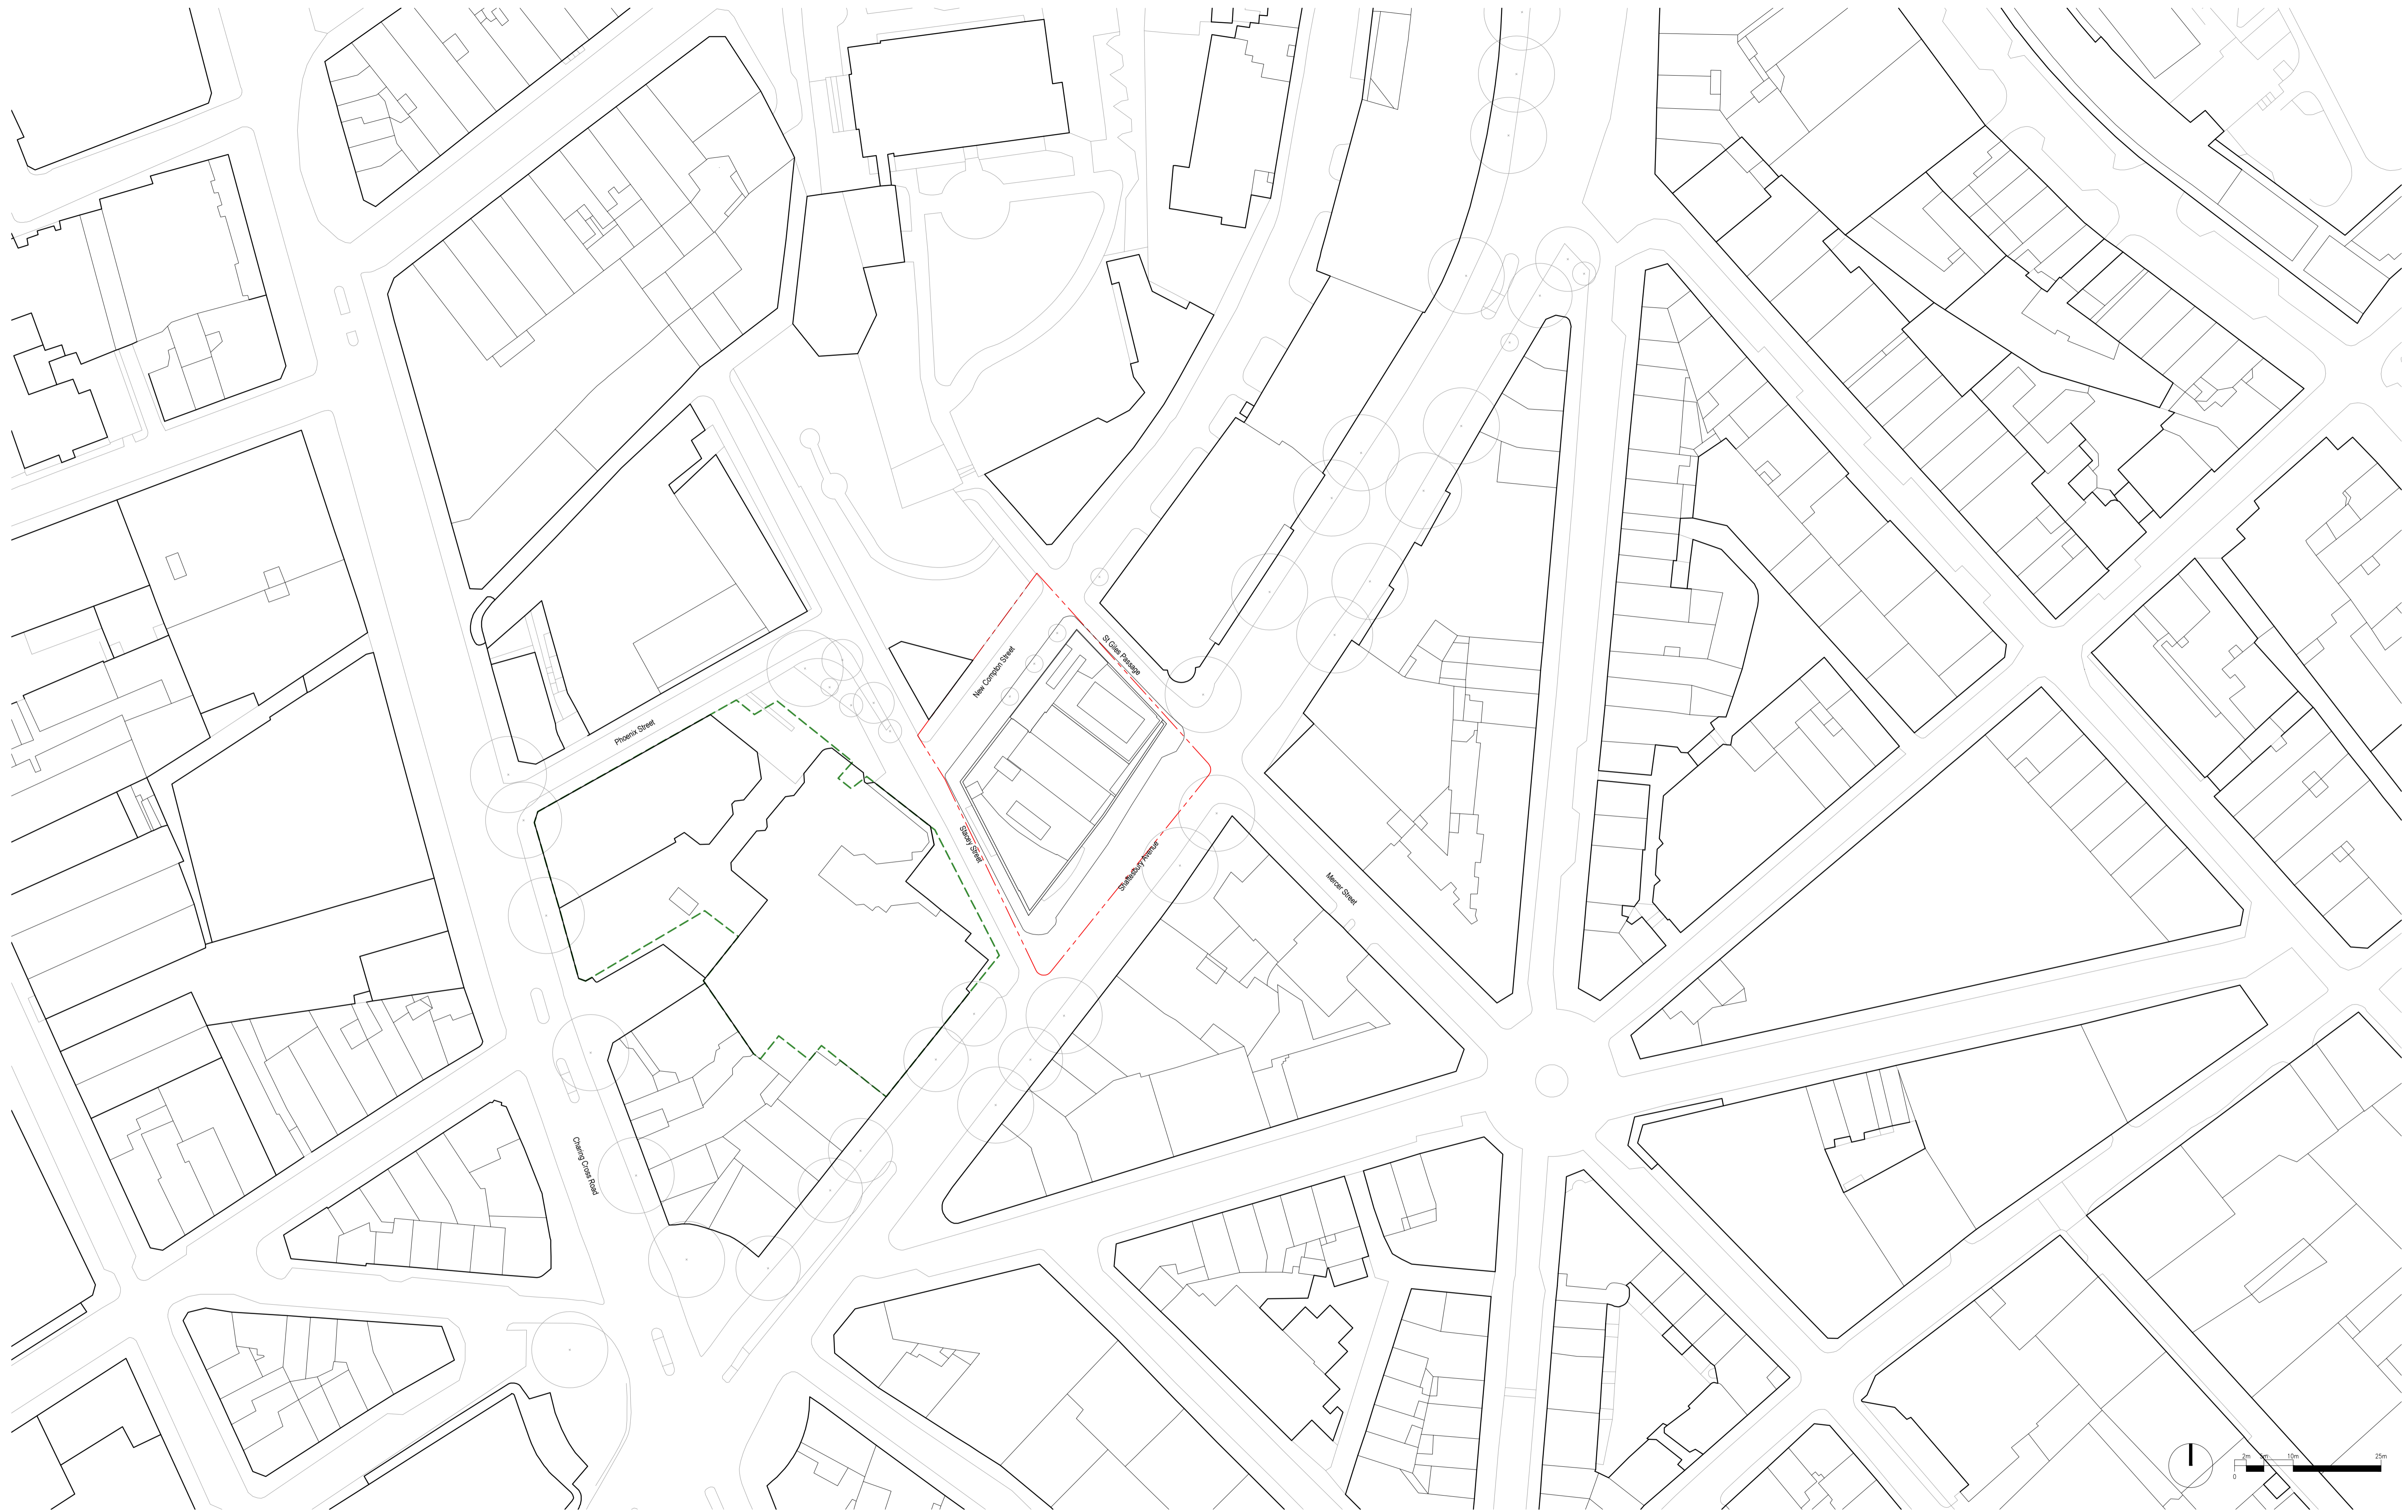 St Giles Passage
New Compton Street
Phoenix Street
Stacey Street
Shaftesbury Avenue
Mercer Street
Charing Cross Road
2m
10m
25m
0